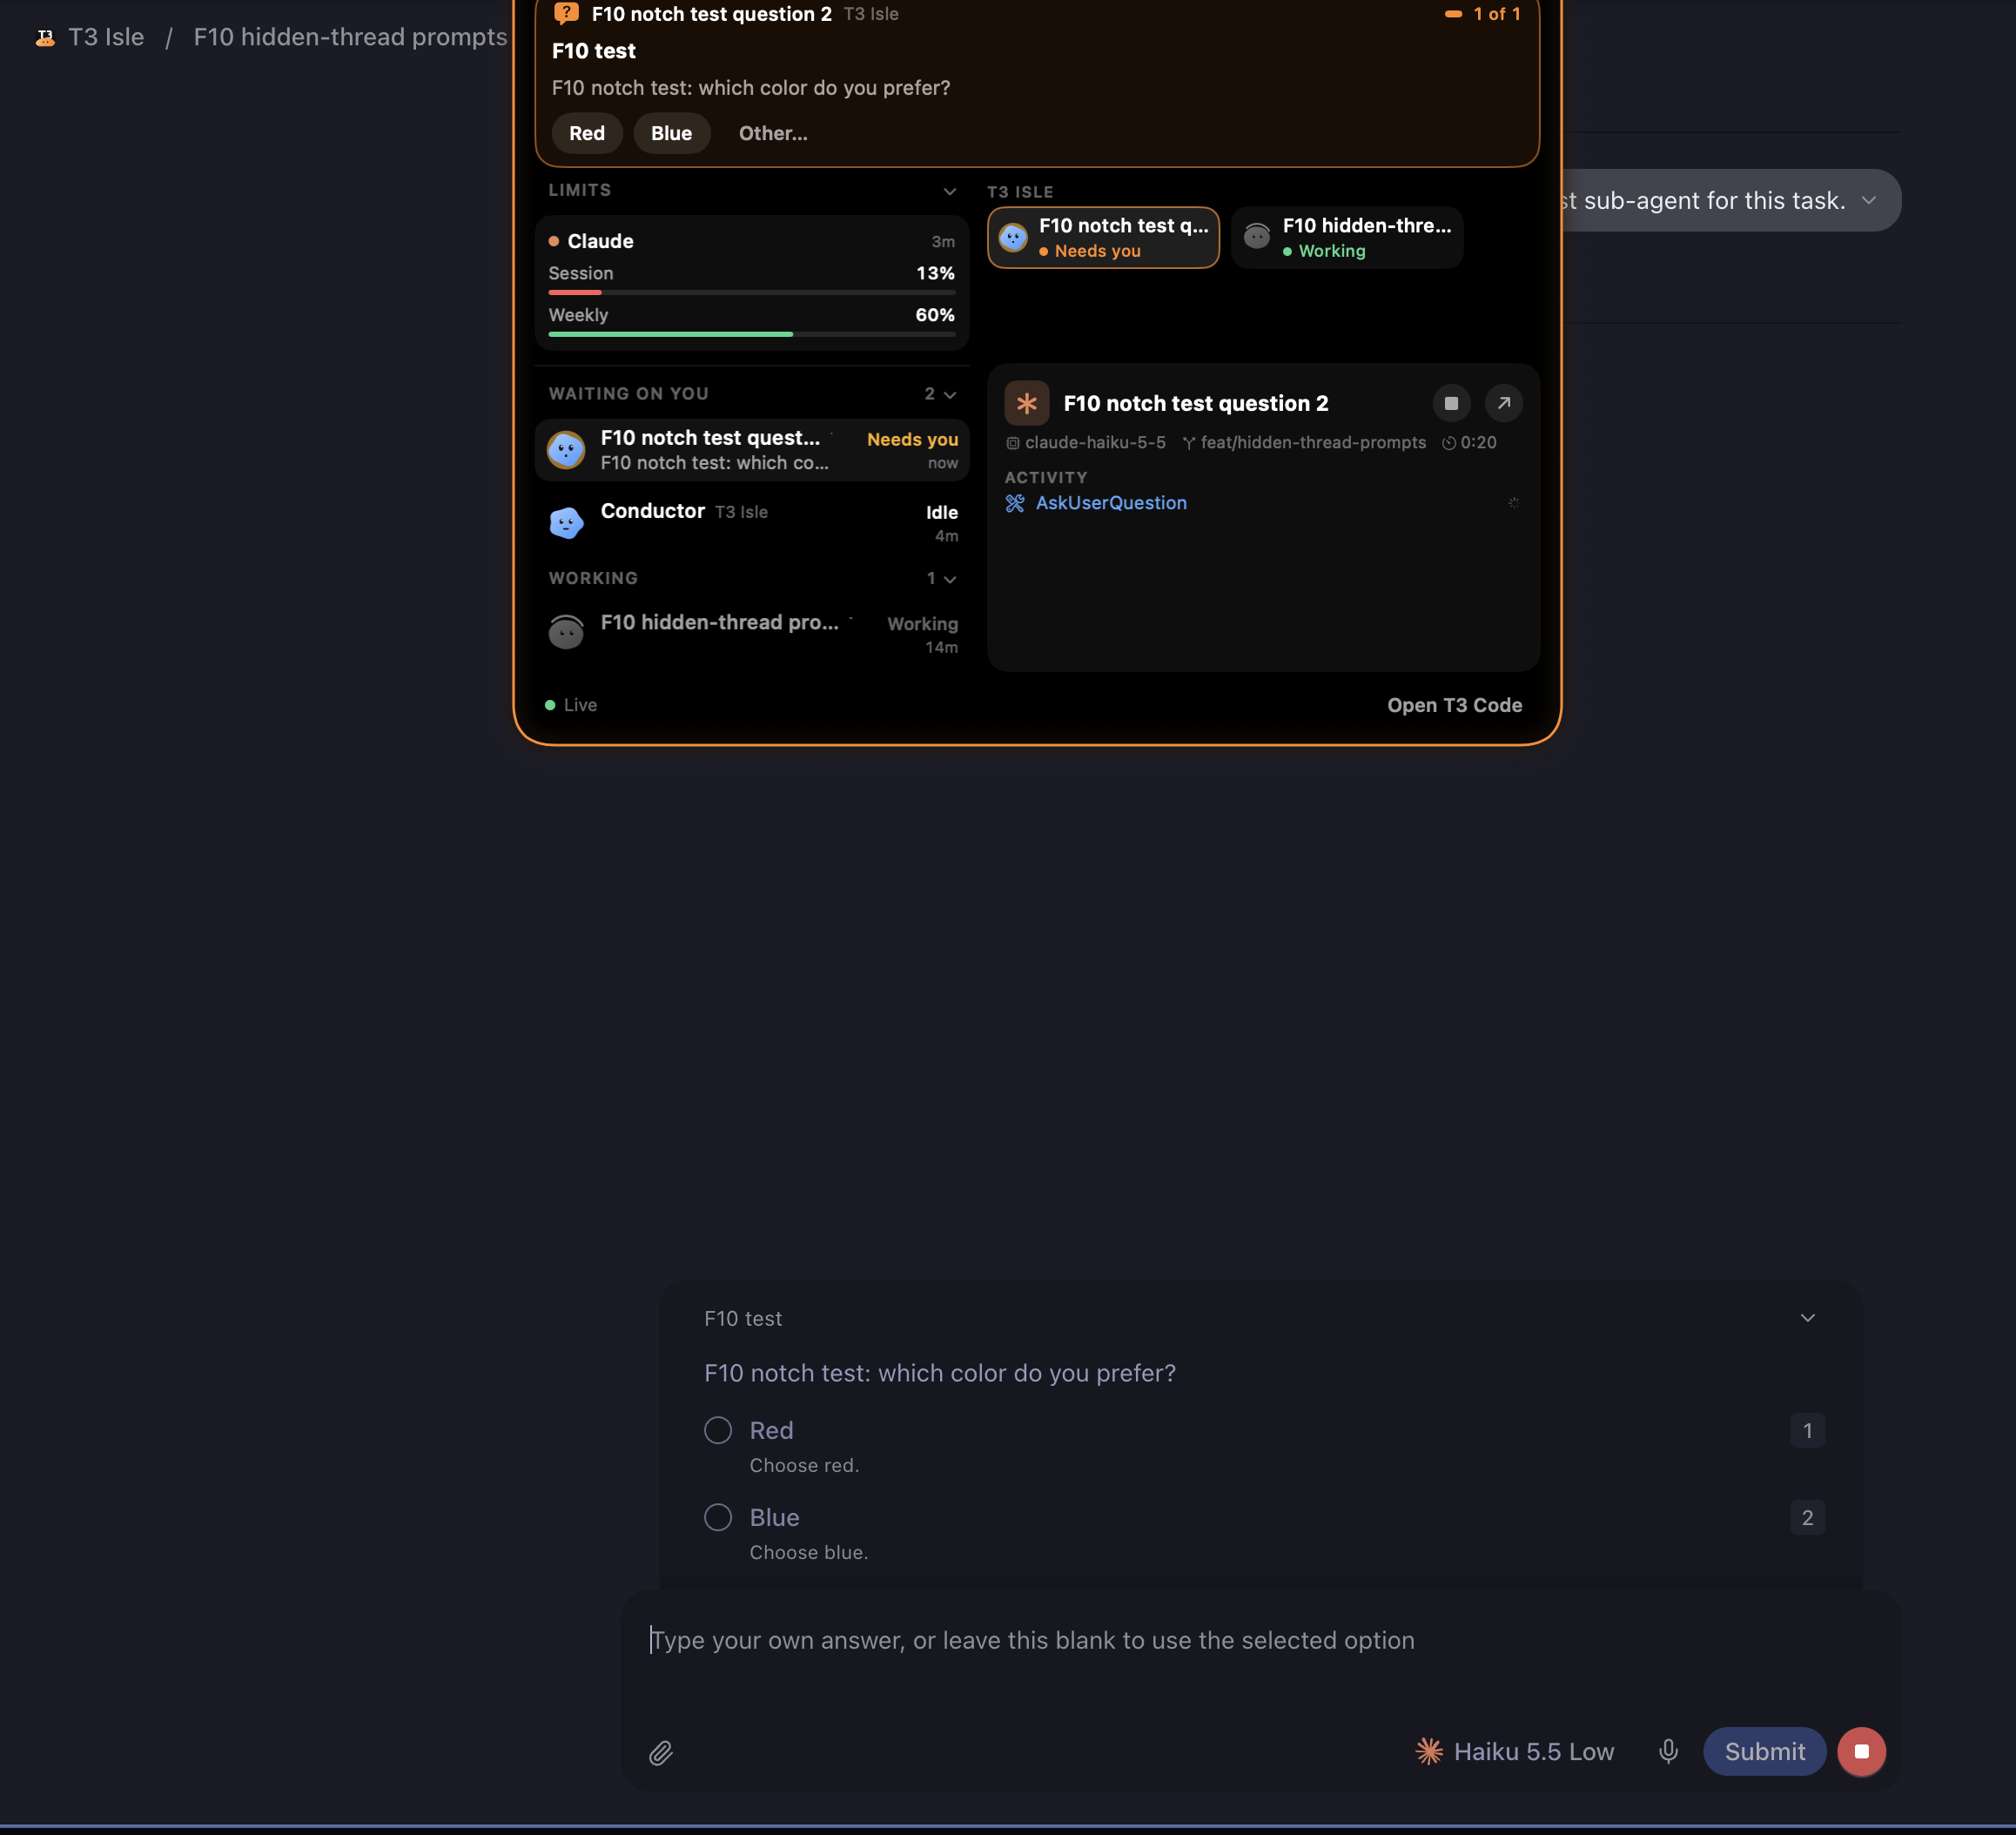 T3 Isle / F10 hidden-thread prompts
F10 notch test question 2 T3 Isle
1 of 1
F10 test
F10 notch test: which color do you prefer?
Red Blue Other...
LIMITS
Claude 3m
Session 13%
Weekly 60%
WAITING ON YOU 2
F10 notch test quest... Needs you
F10 notch test: which co... now
Conductor T3 Isle Idle
4m
WORKING 1
F10 hidden-thread pro... Working
14m
Live
T3 ISLE
F10 notch test q...
Needs you
F10 hidden-thre...
Working
F10 notch test question 2
claude-haiku-5-5 feat/hidden-thread-prompts 0:20
ACTIVITY
AskUserQuestion
Open T3 Code
st sub-agent for this task.
F10 test
F10 notch test: which color do you prefer?
Red 1
Choose red.
Blue 2
Choose blue.
Type your own answer, or leave this blank to use the selected option
Haiku 5.5 Low Submit